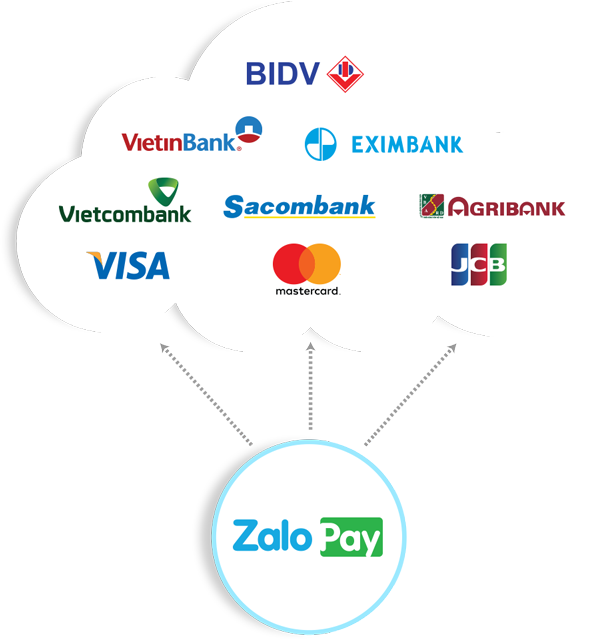 BIDV
VietinBank®
EXIMBANK
Vietcombank
Sacombank
AGRIBANK
VISA
mastercard.
JCB
Zalo Pay